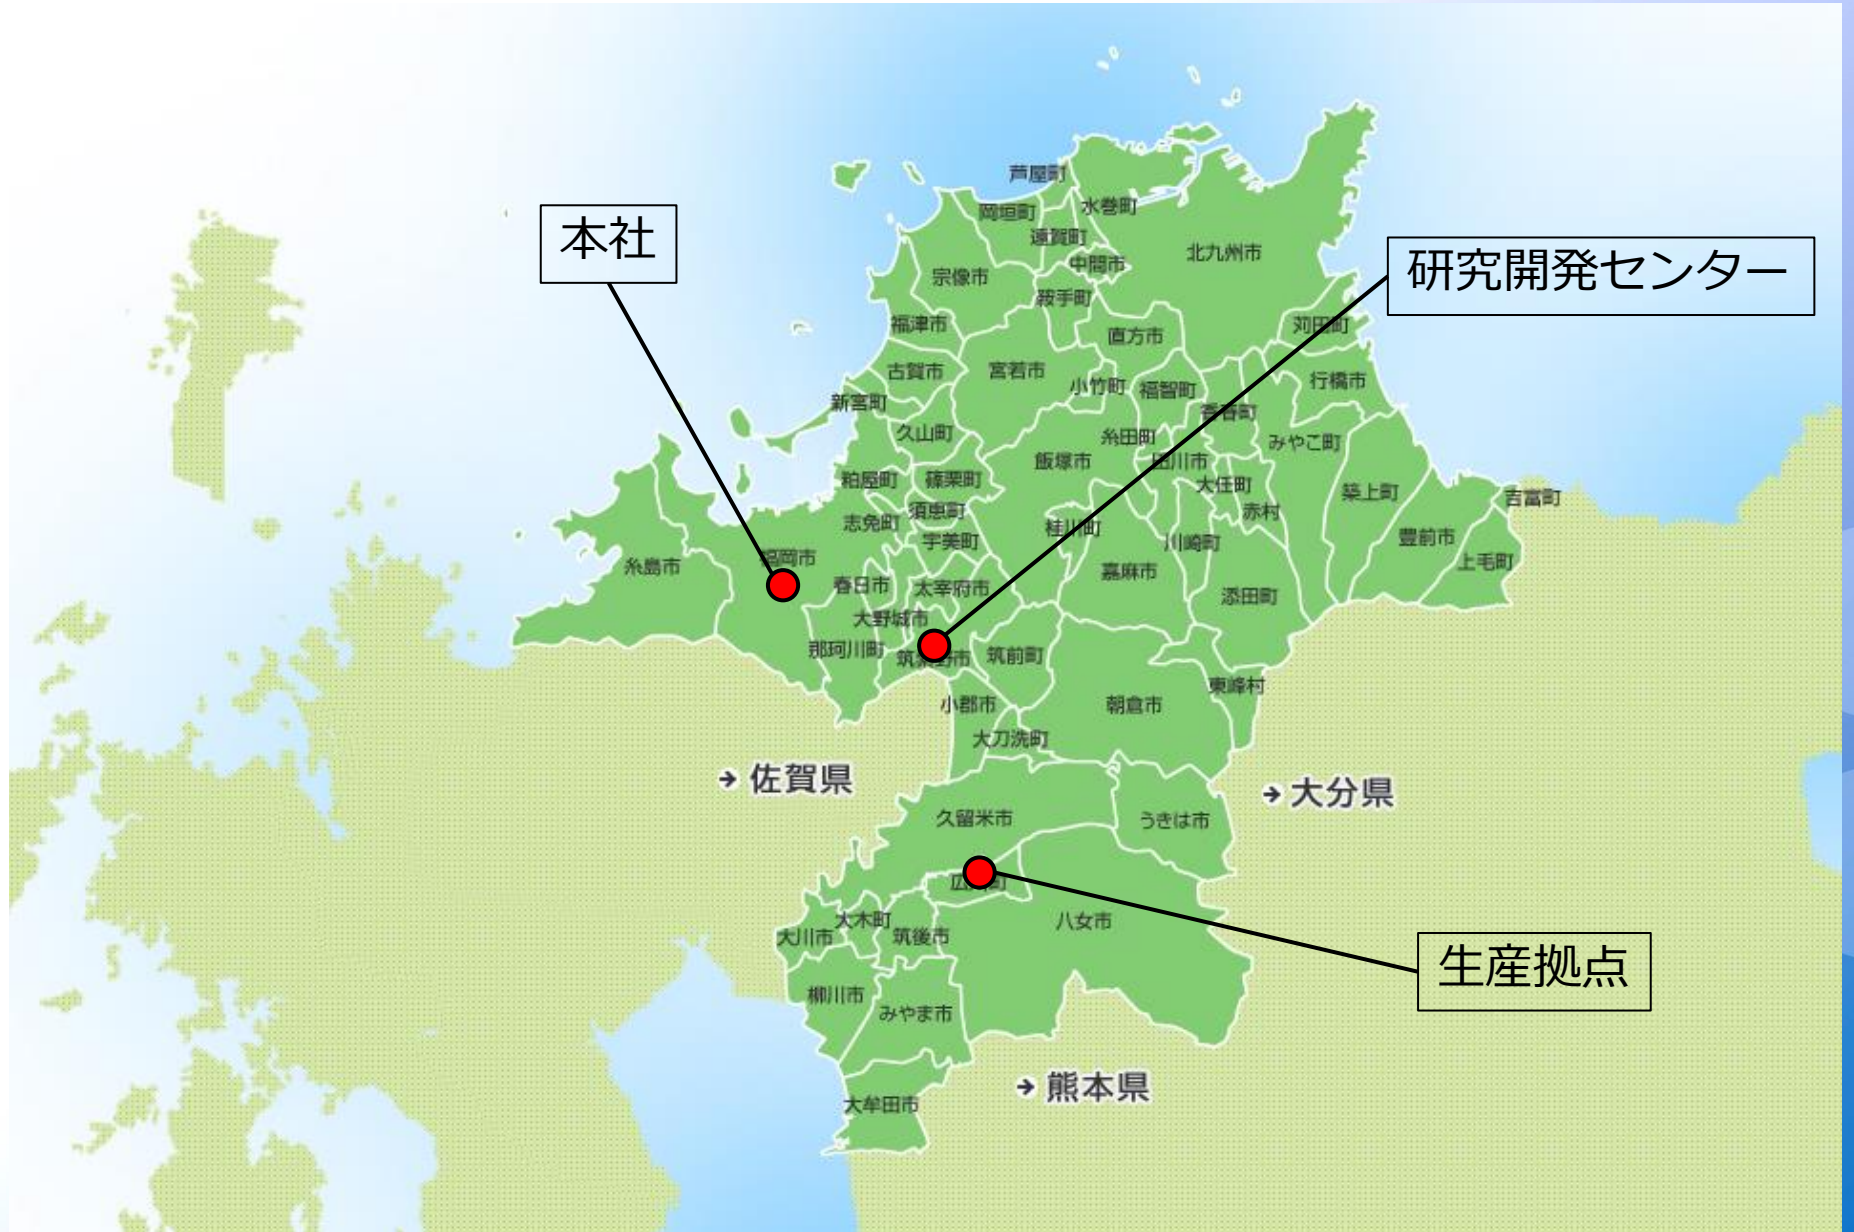 芦屋町
水巻町
岡垣町
遠賀町
本社
北九州市
中間市
研究開発センター
宗像市
鞍手町
福津市
苅田町
直方市
古賀市
宮若市
小竹町
福智町
行橋市
新宮町
香春町
久山町
糸田町
みやこ町
飯塚市
田川市
粕屋町
篠栗町
大任町
築上町
吉富町
志免町
須恵町
赤村
桂川町
宇美町
川崎町
豊前市
福岡市
糸島市
上毛町
春日市
太宰府市
嘉麻市
添田町
大野城市
那珂川町
筑紫野市
筑前町
東峰村
小郡市
朝倉市
大刀洗町
佐賀県
大分県
久留米市
うきは市
広川町
大木町
八女市
大川市
筑後市
生産拠点
柳川市
みやま市
熊本県
大牟田市